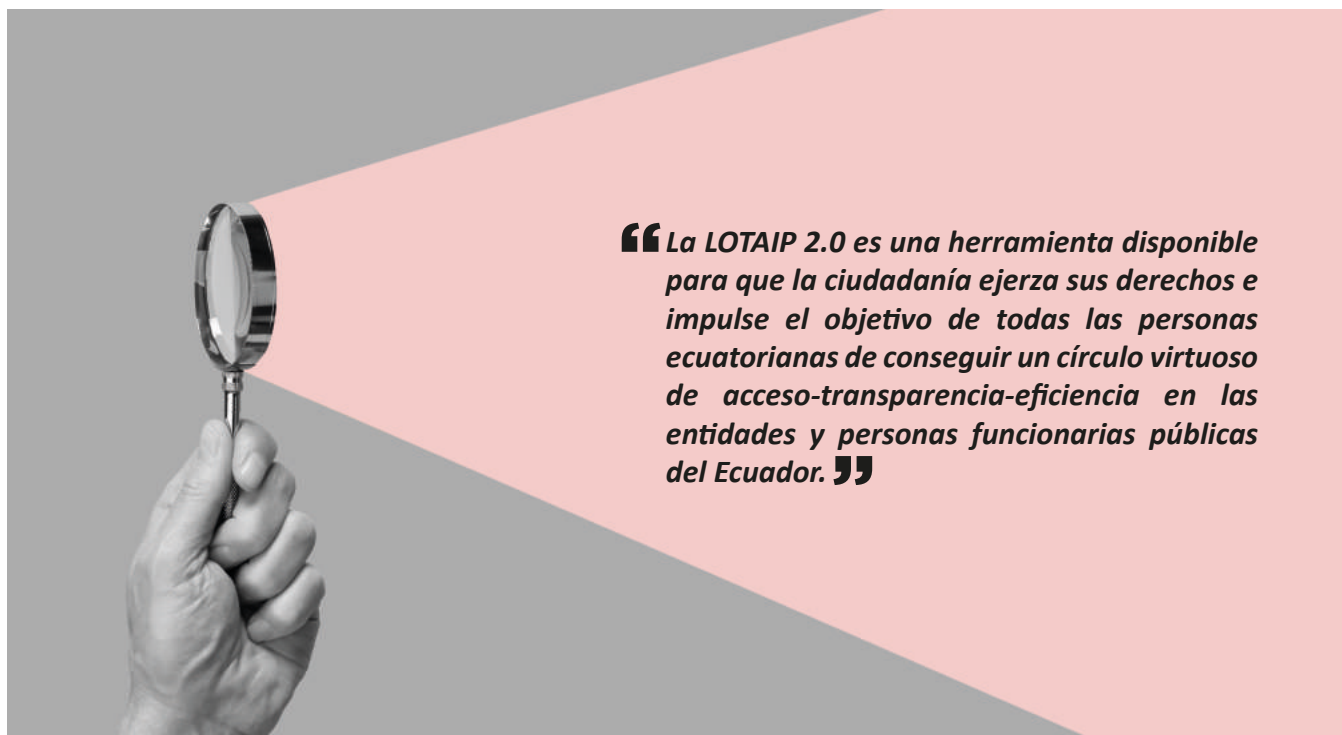 “La LOTAIP 2.0 es una herramienta disponible
para que la ciudadanía ejerza sus derechos e
impulse el objetivo de todas las personas
ecuatorianas de conseguir un círculo virtuoso
de acceso-transparencia-eficiencia en las
entidades y personas funcionarias públicas
del Ecuador.”